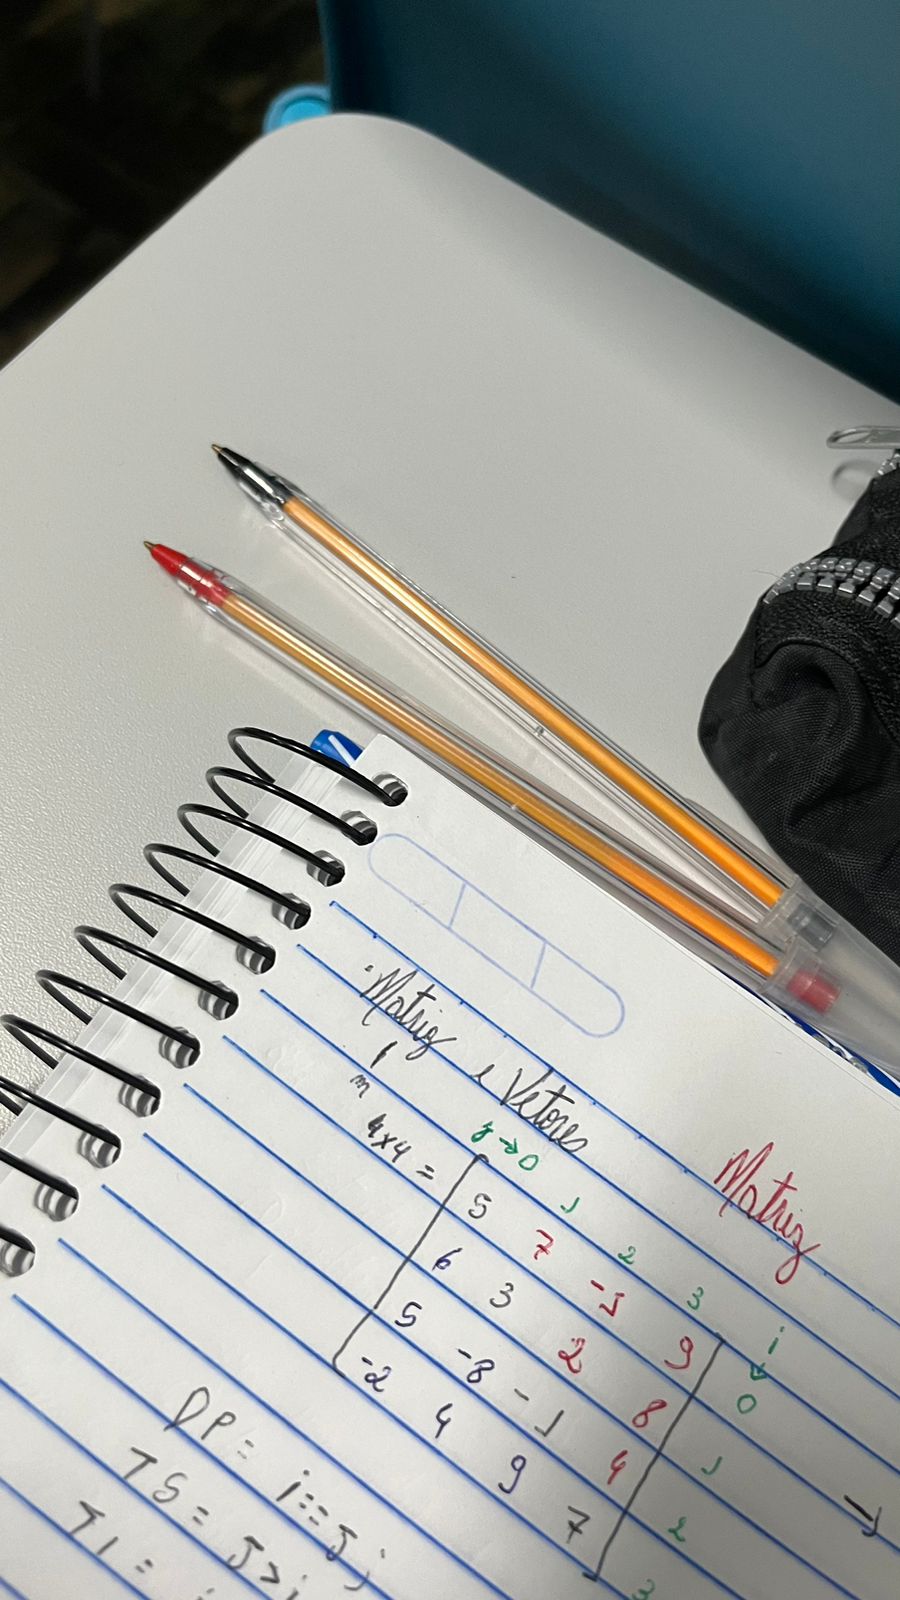 Matriz e Vetores
m
4x4 =
j→0 1 2 3
Matriz
i
5 7 -1 9 0
6 3 2 8 1
5 -8 -1 4 2
-2 4 9 7 3
DP = i==j;
TS = j>i
TI = i